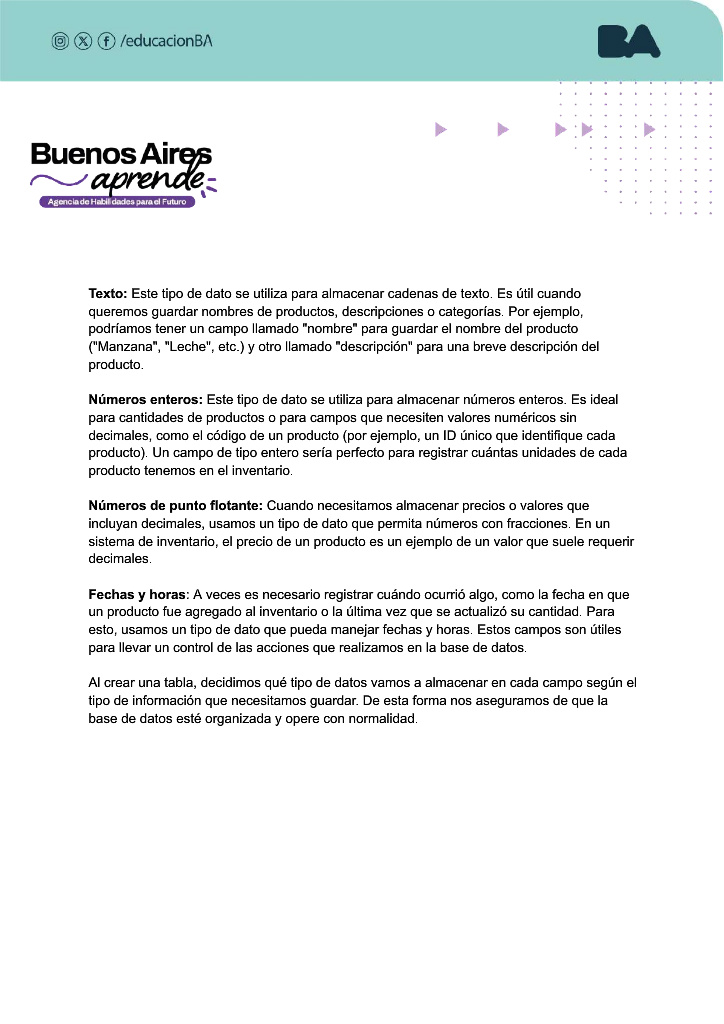 /educacionBA
BA
Buenos Aires
aprende
Agencia de Habilidades para el Futuro
Texto: Este tipo de dato se utiliza para almacenar cadenas de texto. Es útil cuando
queremos guardar nombres de productos, descripciones o categorías. Por ejemplo,
podríamos tener un campo llamado "nombre" para guardar el nombre del producto
("Manzana", "Leche", etc.) y otro llamado "descripción" para una breve descripción del
producto.
Números enteros: Este tipo de dato se utiliza para almacenar números enteros. Es ideal
para cantidades de productos o para campos que necesiten valores numéricos sin
decimales, como el código de un producto (por ejemplo, un ID único que identifique cada
producto). Un campo de tipo entero sería perfecto para registrar cuántas unidades de cada
producto tenemos en el inventario.
Números de punto flotante: Cuando necesitamos almacenar precios o valores que
incluyan decimales, usamos un tipo de dato que permita números con fracciones. En un
sistema de inventario, el precio de un producto es un ejemplo de un valor que suele requerir
decimales.
Fechas y horas: A veces es necesario registrar cuándo ocurrió algo, como la fecha en que
un producto fue agregado al inventario o la última vez que se actualizó su cantidad. Para
esto, usamos un tipo de dato que pueda manejar fechas y horas. Estos campos son útiles
para llevar un control de las acciones que realizamos en la base de datos.
Al crear una tabla, decidimos qué tipo de datos vamos a almacenar en cada campo según el
tipo de información que necesitamos guardar. De esta forma nos aseguramos de que la
base de datos esté organizada y opere con normalidad.